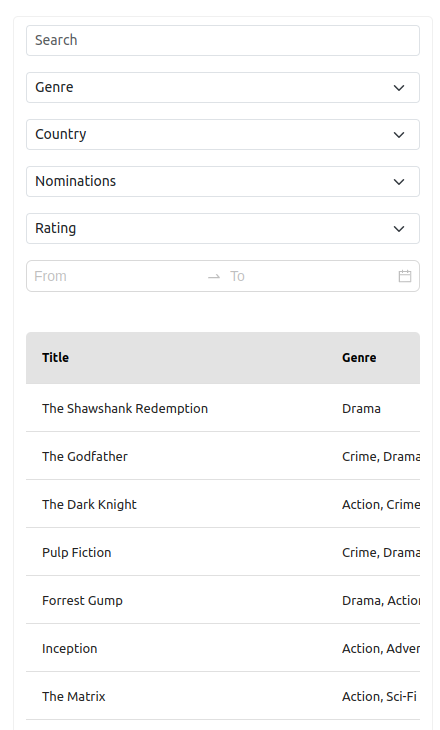 Search
Genre
Country
Nominations
Rating
From To
Title Genre
The Shawshank Redemption Drama
The Godfather Crime, Drama
The Dark Knight Action, Crime
Pulp Fiction Crime, Drama
Forrest Gump Drama, Action
Inception Action, Adven
The Matrix Action, Sci-Fi